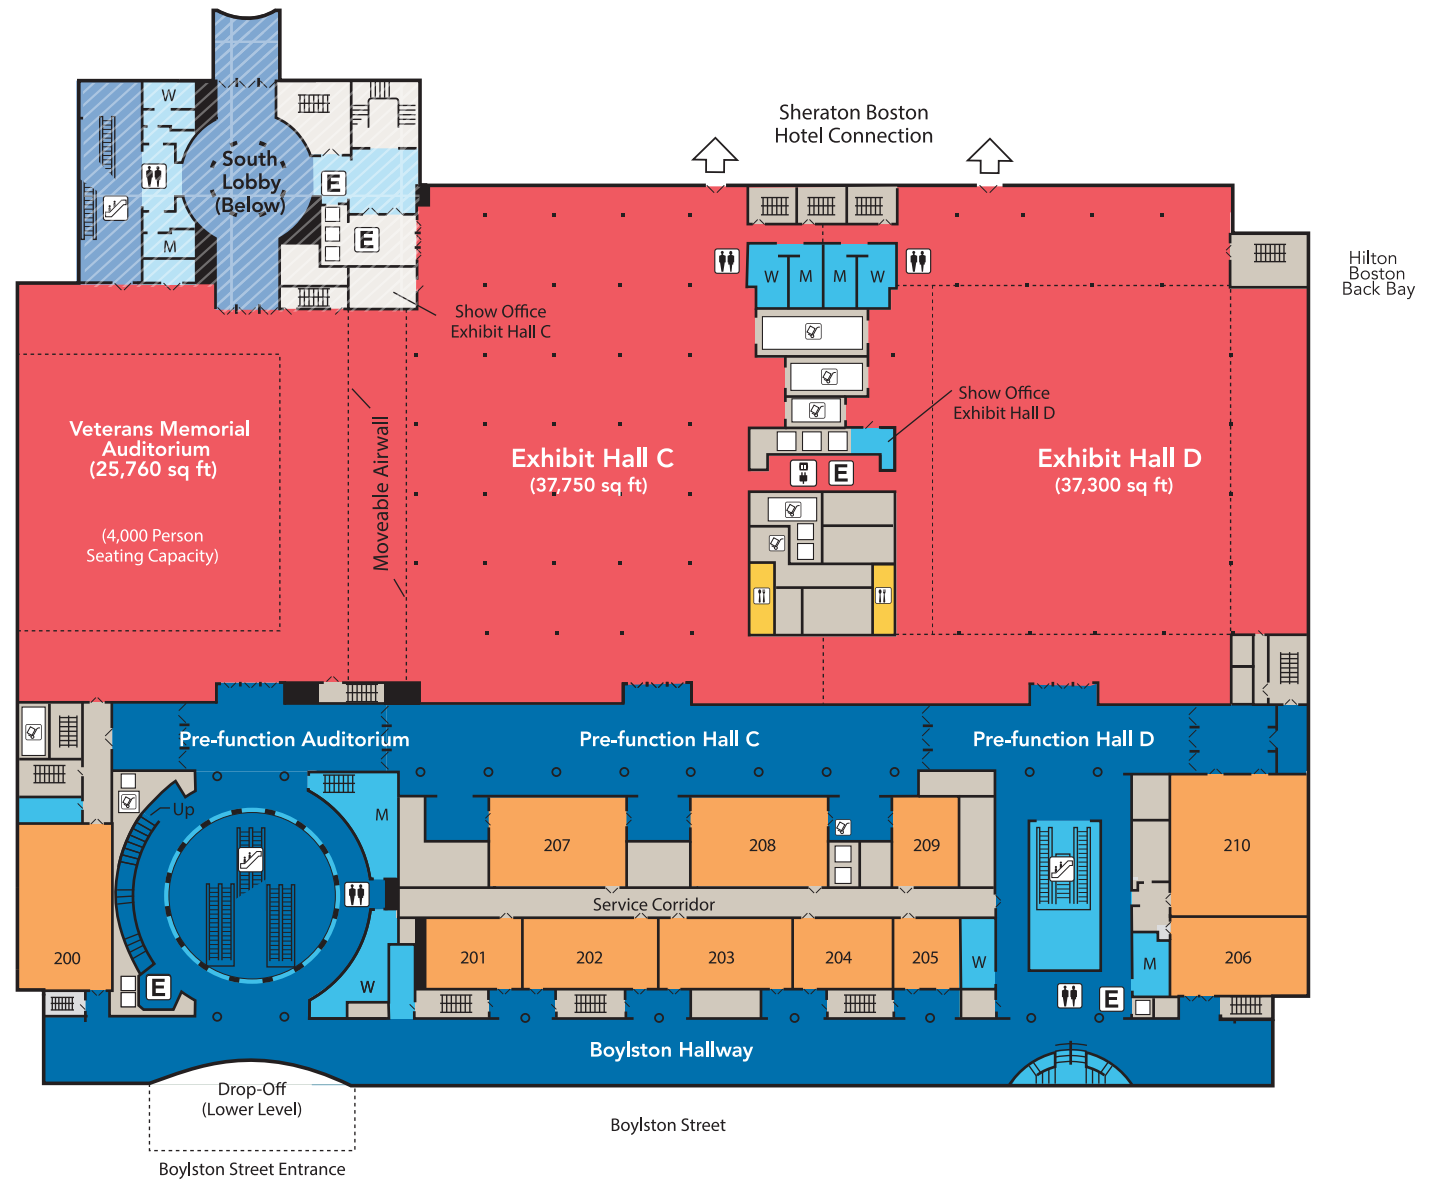 W
South
Lobby
(Below)
E
E
M
Sheraton Boston
Hotel Connection
Hilton
Boston
Back Bay
W
M
M
W
Show Office
Exhibit Hall C
Show Office
Exhibit Hall D
Veterans Memorial
Auditorium
(25,760 sq ft)
(4,000 Person
Seating Capacity)
Moveable Airwall
Exhibit Hall C
(37,750 sq ft)
E
Exhibit Hall D
(37,300 sq ft)
Pre-function Auditorium
Pre-function Hall C
Pre-function Hall D
Up
M
207
208
209
210
Service Corridor
200
E
W
201
202
203
204
205
W
M
206
E
Boylston Hallway
Drop-Off
(Lower Level)
Boylston Street
Boylston Street Entrance